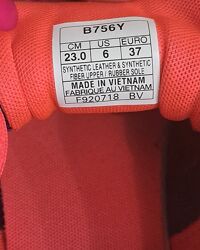 B756Y
CM US EURO
23.0 6 37
SYNTHETIC LEATHER & SYNTHETIC
FIBER UPPER / RUBBER SOLE
MADE IN VIETNAM
FABRIQUÉ AU VIETNAM
F920718 BV